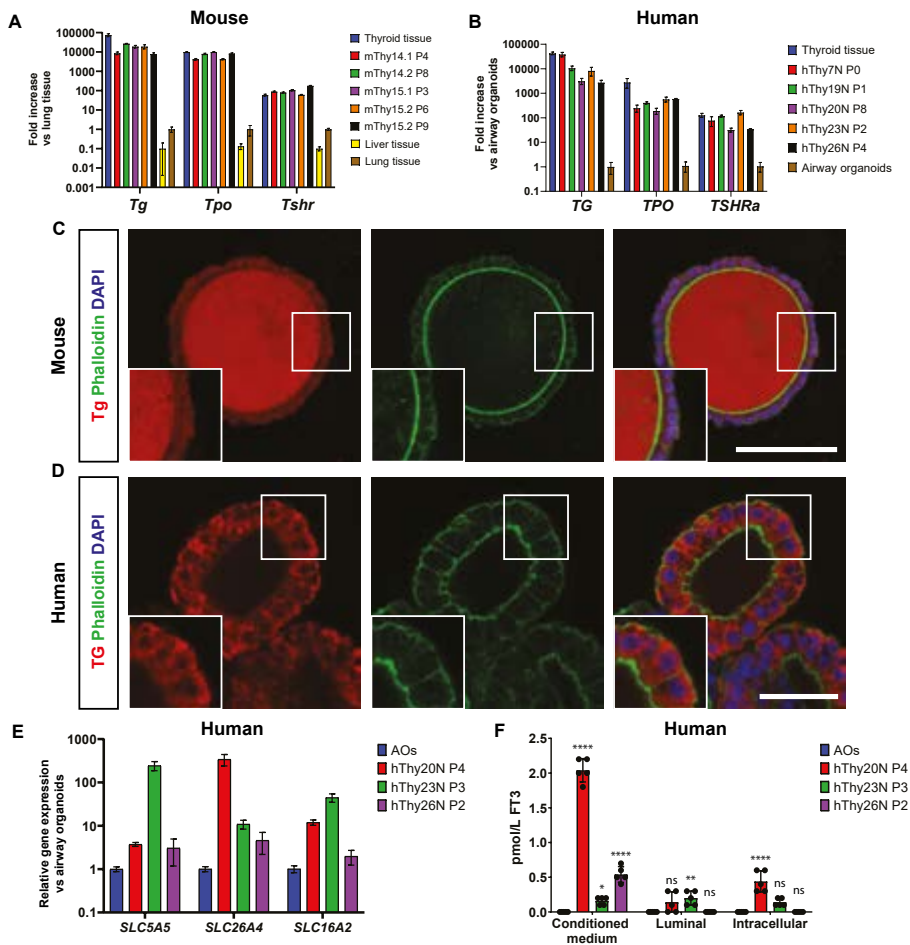 A
Mouse
Fold increase
vs lung tissue
100000
10000
1000
100
10
1
0.1
0.01
0.001
Tg
Tpo
Tshr
Thyroid tissue
mThy14.1 P4
mThy14.2 P8
mThy15.1 P3
mThy15.2 P6
mThy15.2 P9
Liver tissue
Lung tissue
B
Human
Fold increase
vs airway organoids
100000
10000
1000
100
10
1
0.1
TG
TPO
TSHRa
Thyroid tissue
hThy7N P0
hThy19N P1
hThy20N P8
hThy23N P2
hThy26N P4
Airway organoids
C
Mouse
Tg Phalloidin DAPI
D
Human
TG Phalloidin DAPI
E
Human
Relative gene expression
vs airway organoids
1000
100
10
1
0.1
SLC5A5
SLC26A4
SLC16A2
AOs
hThy20N P4
hThy23N P3
hThy26N P2
F
Human
pmol/L FT3
2.5
2.0
1.5
1.0
0.5
0.0
****
*
****
ns
**
ns
****
ns
ns
Conditioned
medium
Luminal
Intracellular
AOs
hThy20N P4
hThy23N P3
hThy26N P2